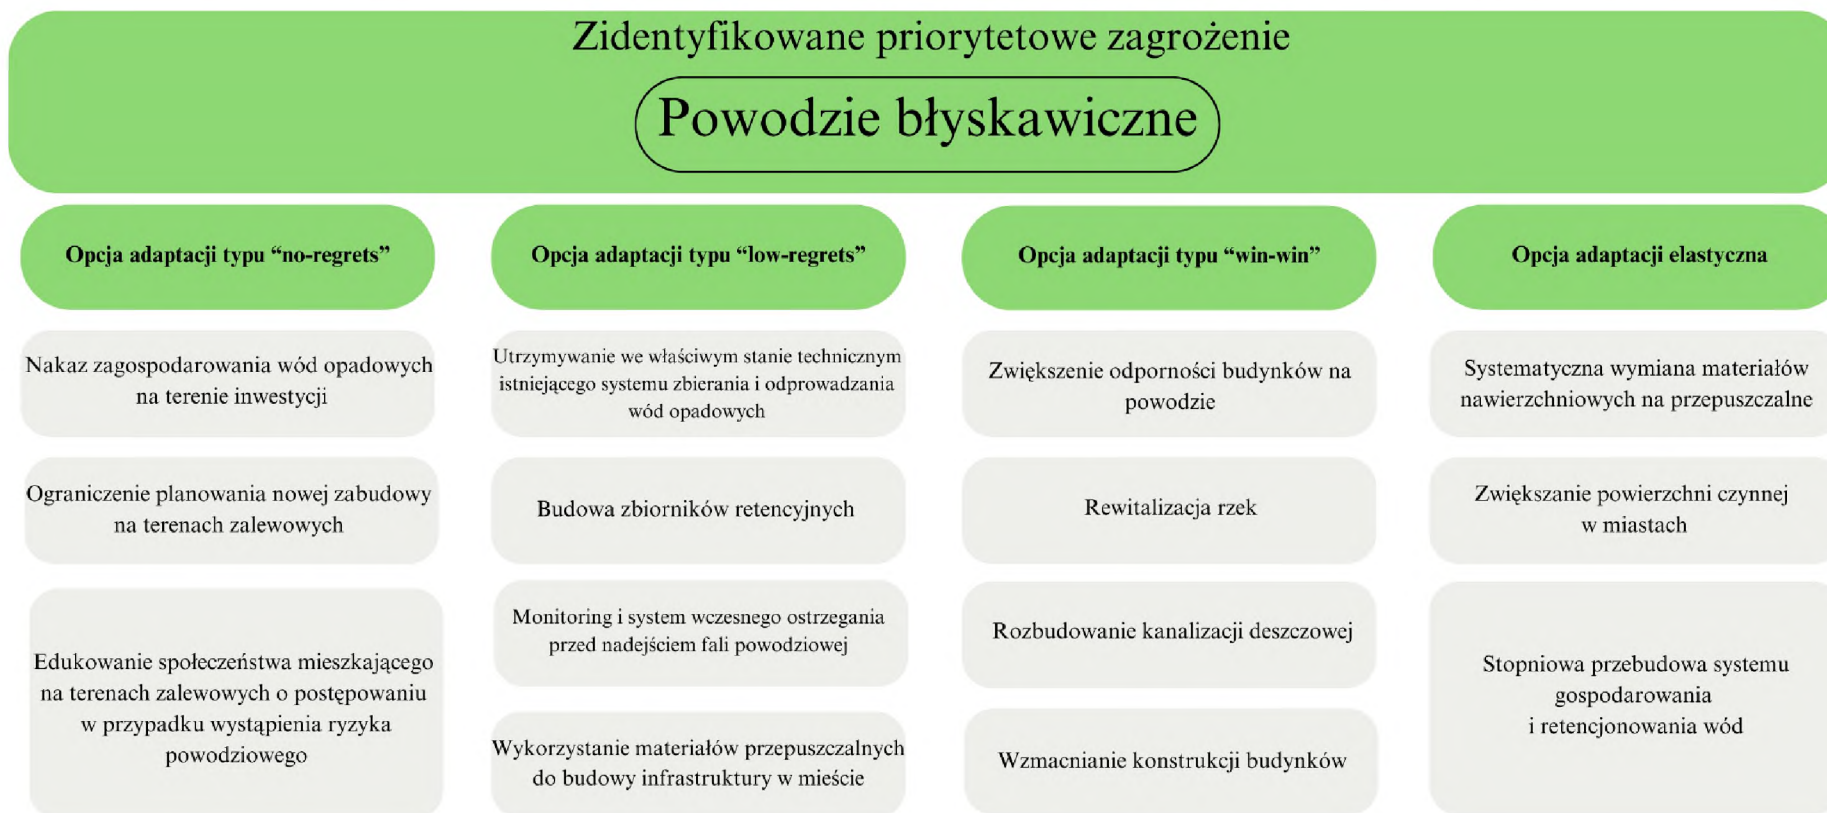 Zidentyfikowane priorytetowe zagrożenie
Powodzie błyskawiczne
Opcja adaptacji typu “no-regrets”
Nakaz zagospodarowania wód opadowych
na terenie inwestycji
Ograniczenie planowania nowej zabudowy
na terenach zalewowych
Edukowanie społeczeństwa mieszkającego
na terenach zalewowych o postępowaniu
w przypadku wystąpienia ryzyka
powodziowego
Opcja adaptacji typu “low-regrets”
Utrzymywanie we właściwym stanie technicznym
istniejącego systemu zbierania i odprowadzania
wód opadowych
Budowa zbiorników retencyjnych
Monitoring i system wczesnego ostrzegania
przed nadejściem fali powodziowej
Wykorzystanie materiałów przepuszczalnych
do budowy infrastruktury w mieście
Opcja adaptacji typu “win-win”
Zwiększenie odporności budynków na
powodzie
Rewitalizacja rzek
Rozbudowanie kanalizacji deszczowej
Wzmacnianie konstrukcji budynków
Opcja adaptacji elastyczna
Systematyczna wymiana materiałów
nawierzchniowych na przepuszczalne
Zwiększanie powierzchni czynnej
w miastach
Stopniowa przebudowa systemu
gospodarowania
i retencjonowania wód